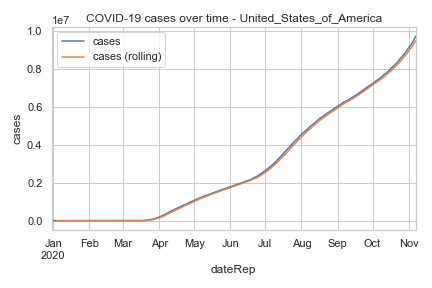 COVID-19 cases over time - United_States_of_America
1e7
cases
cases (rolling)
1.0
0.8
0.6
0.4
0.2
0.0
cases
Jan Feb Mar Apr May Jun Jul Aug Sep Oct Nov
2020
dateRep